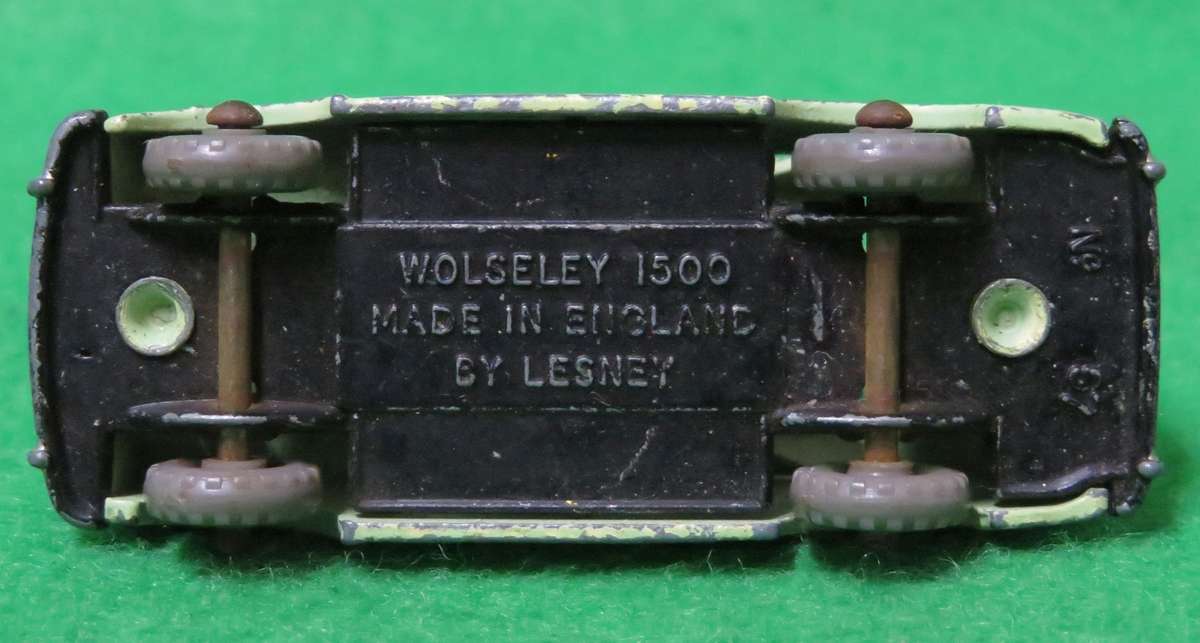 WOLSELEY 1500
MADE IN ENGLAND
BY LESNEY
No 57